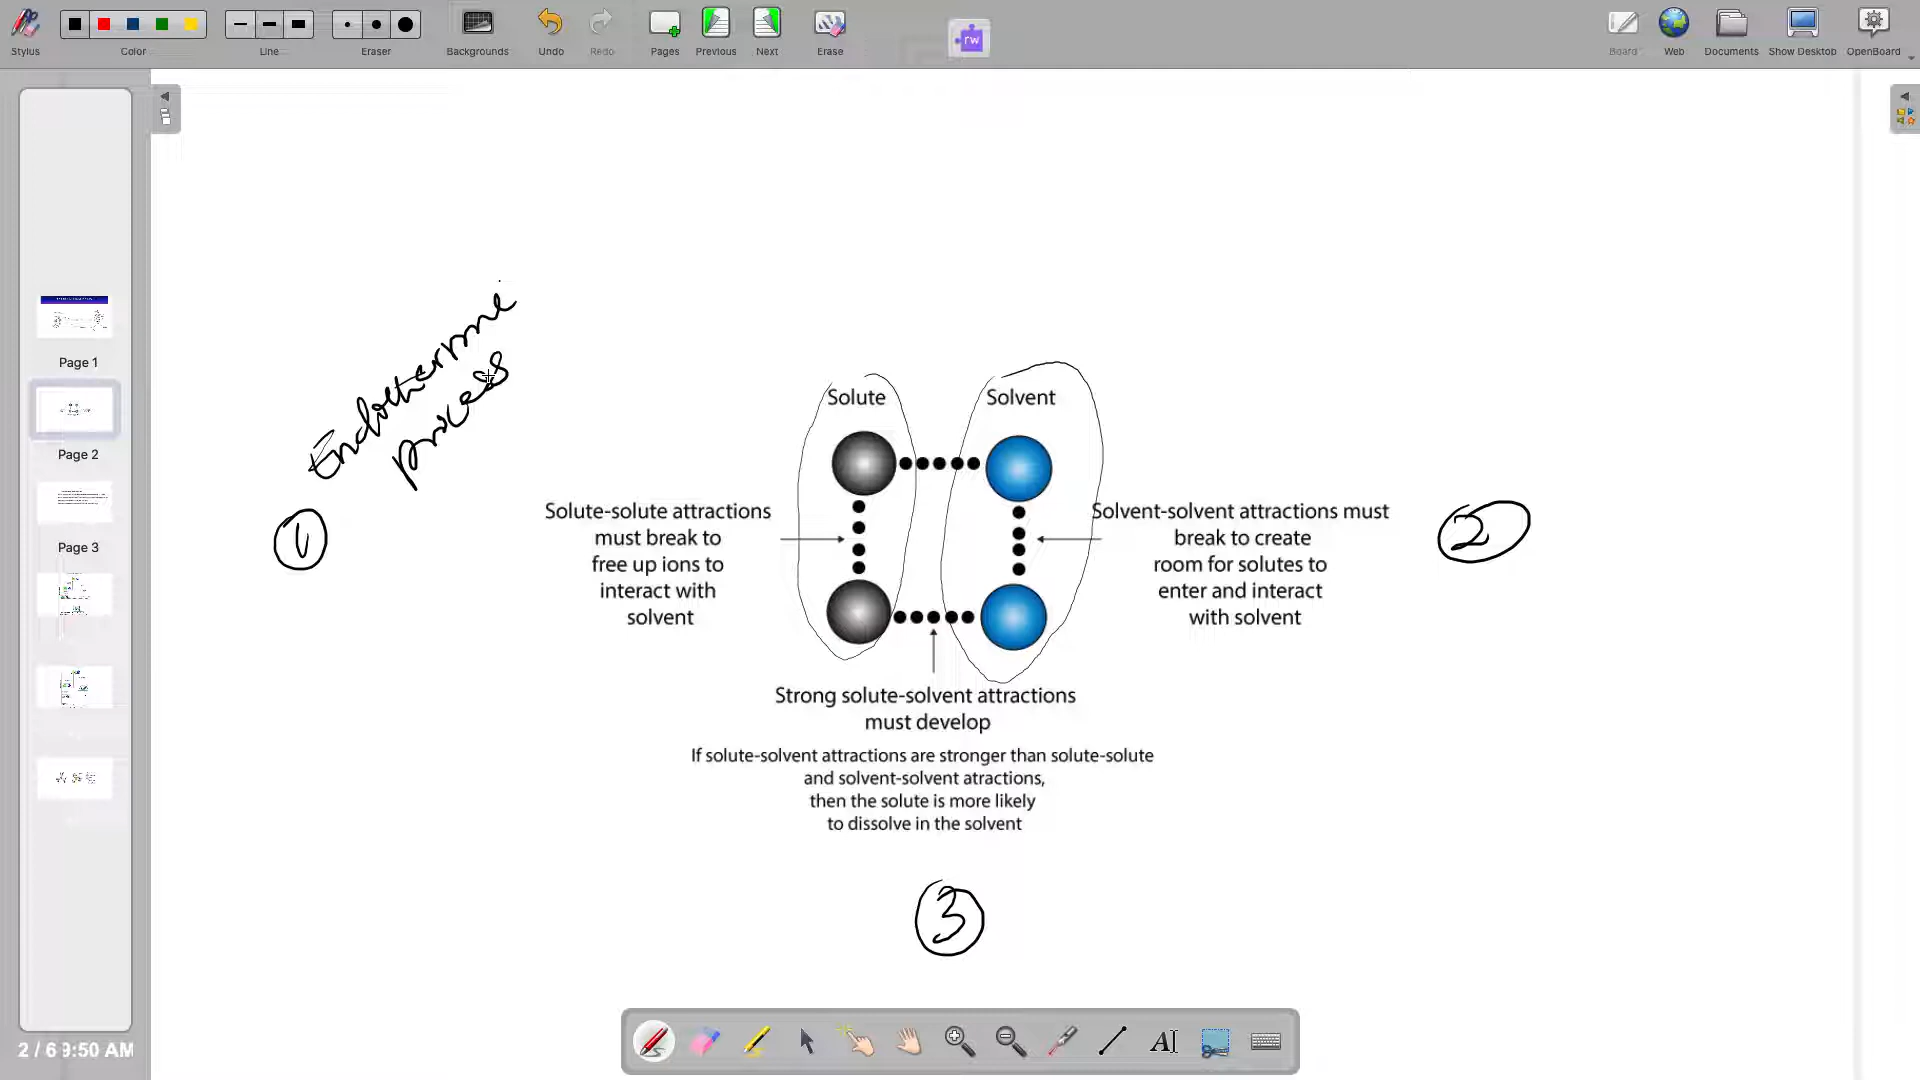 Stylus
Color
Line
Eraser
Backgrounds
Undo
Redo
Pages
Previous
Next
Erase
rw
Board
Web
Documents
Show Desktop
OpenBoard
Page 1
Page 2
Page 3
2 / 6 9:50 AM
Endothermic
process
1
Solute
Solvent
Solute-solute attractions
must break to
free up ions to
interact with
solvent
Solvent-solvent attractions must
break to create
room for solutes to
enter and interact
with solvent
2
Strong solute-solvent attractions
must develop
If solute-solvent attractions are stronger than solute-solute
and solvent-solvent atractions,
then the solute is more likely
to dissolve in the solvent
3
AI